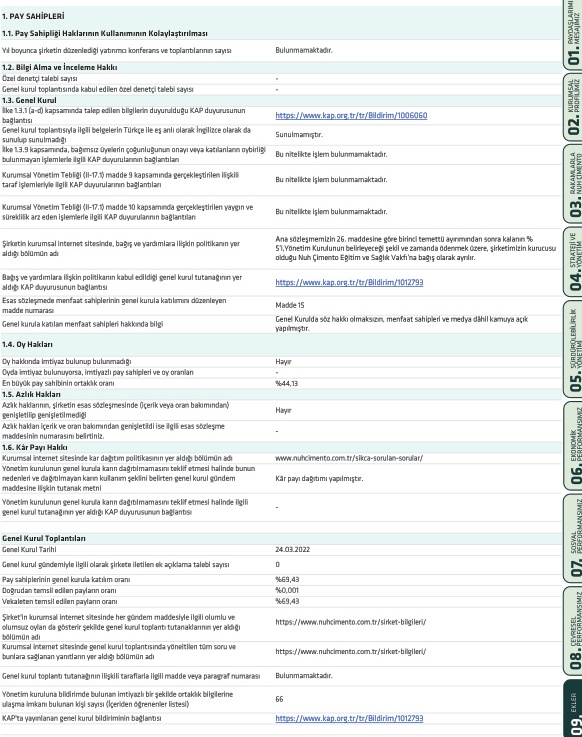 1. PAY SAHİPLERİ
1.1. Pay Sahipliği Haklarının Kullanımının Kolaylaştırılması
Yıl boyunca şirketin düzenlediği yatırımcı konferans ve toplantılarının sayısı
Bulunmamaktadır.
1.2. Bilgi Alma ve İnceleme Hakkı
Özel denetçi talebi sayısı
-
Genel kurul toplantısında kabul edilen özel denetçi talebi sayısı
-
1.3. Genel Kurul
İlke 1.3.1 (a-d) kapsamında talep edilen bilgilerin duyurulduğu KAP duyurusunun
bağlantısı
https://www.kap.org.tr/tr/Bildirim/1006060
Genel kurul toplantısıyla ilgili belgelerin Türkçe ile eş anlı olarak İngilizce olarak da
sunulup sunulmadığı
Sunulmamıştır.
İlke 1.3.9 kapsamında, bağımsız üyelerin çoğunluğunun onayı veya katılanların oybirliği
bulunmayan işlemlerle ilgili KAP duyurularının bağlantıları
Bu nitelikte işlem bulunmamaktadır.
Kurumsal Yönetim Tebliği (II-17.1) madde 9 kapsamında gerçekleştirilen ilişkili
taraf işlemleriyle ilgili KAP duyurularının bağlantıları
Bu nitelikte işlem bulunmamaktadır.
Kurumsal Yönetim Tebliği (II-17.1) madde 10 kapsamında gerçekleştirilen yaygın ve
süreklilik arz eden işlemlerle ilgili KAP duyurularının bağlantıları
Bu nitelikte işlem bulunmamaktadır.
Şirketin kurumsal internet sitesinde, bağış ve yardımlara ilişkin politikanın yer
aldığı bölümün adı
Ana sözleşmemizin 26. maddesine göre birinci temettü ayrımından sonra kalanın %
51,Yönetim Kurulunun belirleyeceği şekil ve zamanda ödenmek üzere, şirketimizin kurucusu
olduğu Nuh Çimento Eğitim ve Sağlık Vakfı'na bağış olarak ayrılır.
Bağış ve yardımlara ilişkin politikanın kabul edildiği genel kurul tutanağının yer
aldığı KAP duyurusunun bağlantısı
https://www.kap.org.tr/tr/Bildirim/1012793
Esas sözleşmede menfaat sahiplerinin genel kurula katılımını düzenleyen
madde numarası
Madde 15
Genel kurula katılan menfaat sahipleri hakkında bilgi
Genel Kurulda söz hakkı olmaksızın, menfaat sahipleri ve medya dâhil kamuya açık
yapılmıştır.
1.4. Oy Hakları
Oy hakkında imtiyaz bulunup bulunmadığı
Hayır
Oyda imtiyaz bulunuyorsa, imtiyazlı pay sahipleri ve oy oranları
-
En büyük pay sahibinin ortaklık oranı
%44,13
1.5. Azlık Hakları
Azlık haklarının, şirketin esas sözleşmesinde (içerik veya oran bakımından)
genişletilip genişletilmediği
Hayır
Azlık hakları içerik ve oran bakımından genişletildi ise ilgili esas sözleşme
maddesinin numarasını belirtiniz.
-
1.6. Kâr Payı Hakkı
Kurumsal internet sitesinde kar dağıtım politikasının yer aldığı bölümün adı
www.nuhcimento.com.tr/sikca-sorulan-sorular/
Yönetim kurulunun genel kurula karın dağıtılmamasını teklif etmesi halinde bunun
nedenleri ve dağıtılmayan karın kullanım şeklini belirten genel kurul gündem
maddesine ilişkin tutanak metni
Kâr payı dağıtımı yapılmıştır.
Yönetim kurulunun genel kurula karın dağıtılmamasını teklif etmesi halinde ilgili
genel kurul tutanağının yer aldığı KAP duyurusunun bağlantısı
-
Genel Kurul Toplantıları
Genel Kurul Tarihi
24.03.2022
Genel kurul gündemiyle ilgili olarak şirkete iletilen ek açıklama talebi sayısı
0
Pay sahiplerinin genel kurula katılım oranı
%69,43
Doğrudan temsil edilen payların oranı
%0,001
Vekaleten temsil edilen payların oranı
%69,43
Şirket'in kurumsal internet sitesinde her gündem maddesiyle ilgili olumlu ve
olumsuz oyları da gösterir şekilde genel kurul toplantı tutanaklarının yer aldığı
bölümün adı
https://www.nuhcimento.com.tr/sirket-bilgileri/
Kurumsal internet sitesinde genel kurul toplantısında yöneltilen tüm soru ve
bunlara sağlanan yanıtların yer aldığı bölümün adı
https://www.nuhcimento.com.tr/sirket-bilgileri/
Genel kurul toplantı tutanağının ilişkili taraflarla ilgili madde veya paragraf numarası
Bulunmamaktadır.
Yönetim kuruluna bildirimde bulunan imtiyazlı bir şekilde ortaklık bilgilerine
ulaşma imkanı bulunan kişi sayısı (İçeriden öğrenenler listesi)
66
KAP'ta yayınlanan genel kurul bildiriminin bağlantısı
https://www.kap.org.tr/tr/Bildirim/1012793
01. PAYDAŞLARIMIZA
MESAJIMIZ
02. KURUMSAL
PROFİLİMİZ
03. RAKAMLARLA
NUH ÇİMENTO
04. STRATEJİ VE
YÖNETİM
05. SÜRDÜRÜLEBİLİRLİK
YÖNETİMİ
06. EKONOMİK
PERFORMANSIMIZ
07. SOSYAL
PERFORMANSIMIZ
08. ÇEVRESEL
PERFORMANSIMIZ
09. EKLER